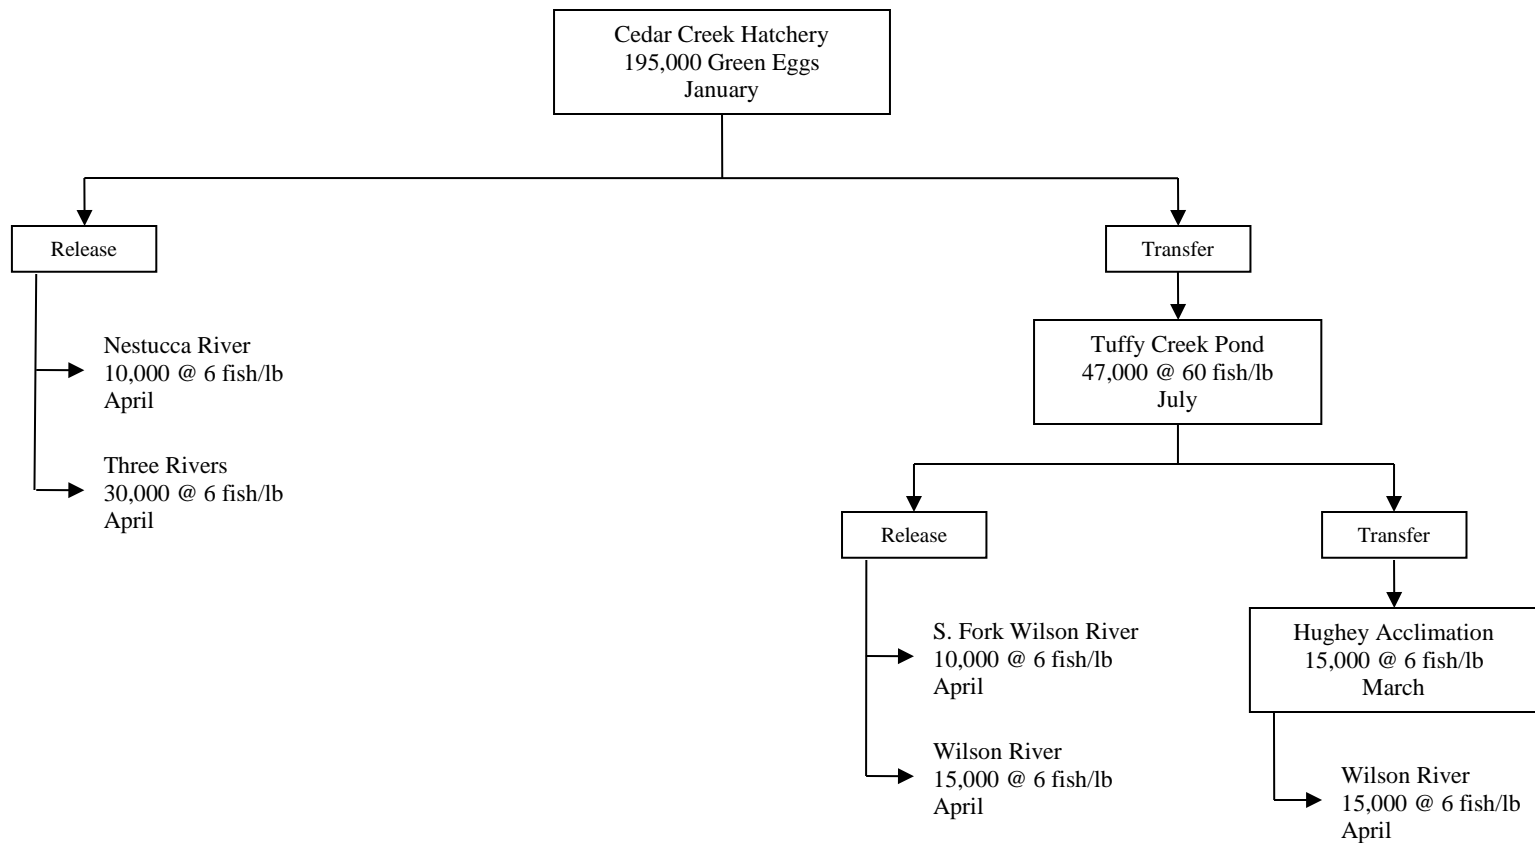 Cedar Creek Hatchery
195,000 Green Eggs
January
Release
Transfer
Nestucca River
10,000 @ 6 fish/lb
April
Three Rivers
30,000 @ 6 fish/lb
April
Tuffy Creek Pond
47,000 @ 60 fish/lb
July
Release
Transfer
S. Fork Wilson River
10,000 @ 6 fish/lb
April
Wilson River
15,000 @ 6 fish/lb
April
Hughey Acclimation
15,000 @ 6 fish/lb
March
Wilson River
15,000 @ 6 fish/lb
April